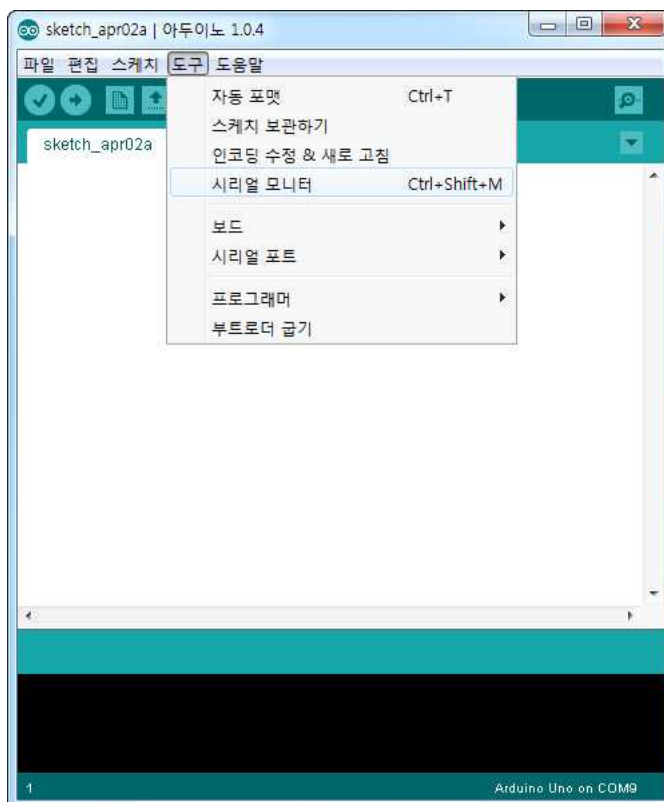 sketch_apr02a | 아두이노 1.0.4
파일 편집 스케치 도구 도움말
sketch_apr02a
자동 포맷 Ctrl+T
스케치 보관하기
인코딩 수정 & 새로 고침
시리얼 모니터 Ctrl+Shift+M
보드
시리얼 포트
프로그래머
부트로더 굽기
1 Arduino Uno on COM9